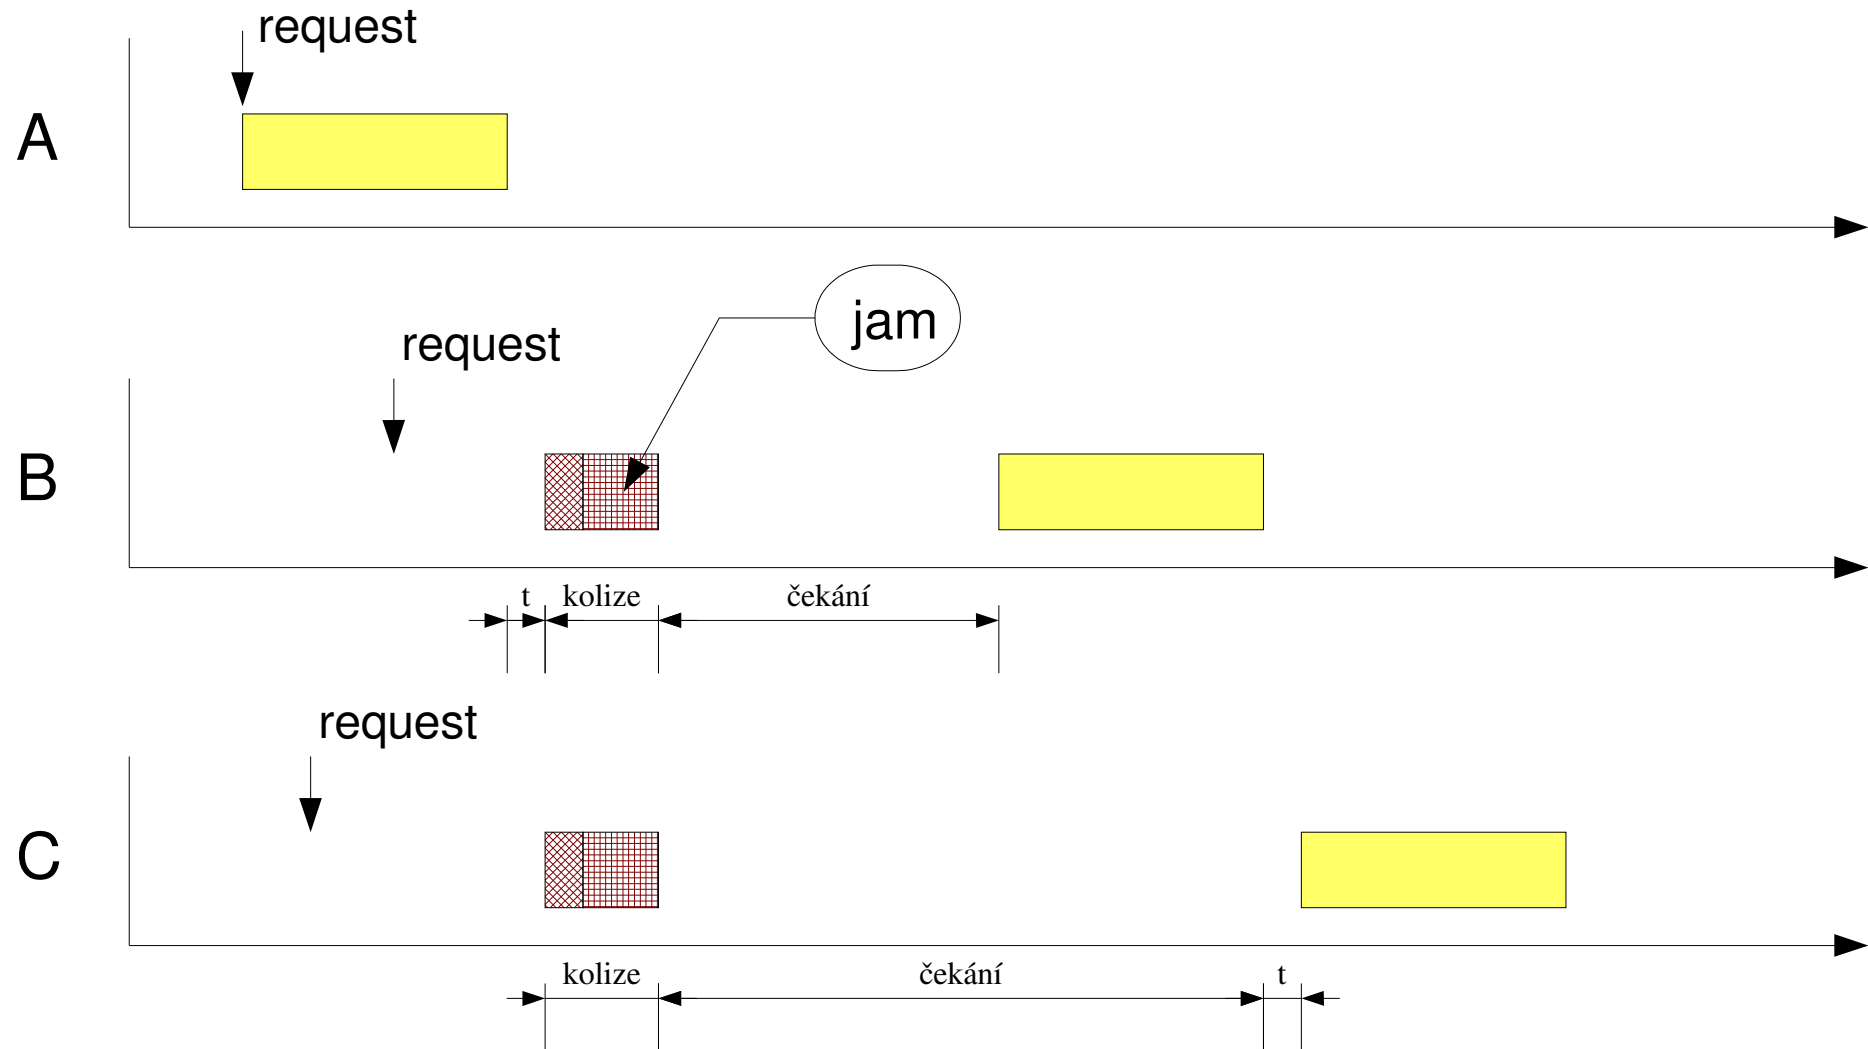 request
A
jam
request
B
t kolize čekání
request
C
kolize čekání t